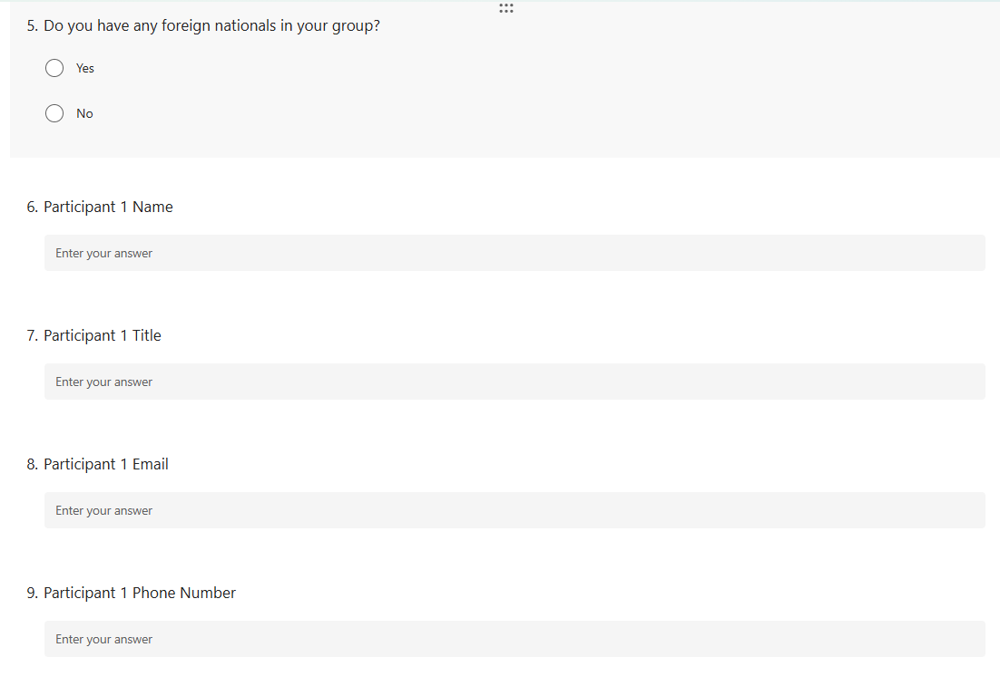 5. Do you have any foreign nationals in your group?
Yes
No
6. Participant 1 Name
Enter your answer
7. Participant 1 Title
Enter your answer
8. Participant 1 Email
Enter your answer
9. Participant 1 Phone Number
Enter your answer